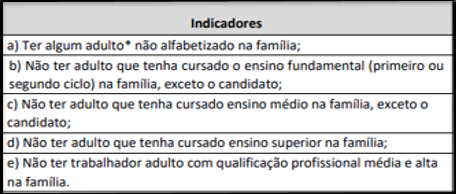 Indicadores
a) Ter algum adulto* não alfabetizado na família;
b) Não ter adulto que tenha cursado o ensino fundamental (primeiro ou
segundo ciclo) na família, exceto o candidato;
c) Não ter adulto que tenha cursado ensino médio na família, exceto o
candidato;
d) Não ter adulto que tenha cursado ensino superior na família;
e) Não ter trabalhador adulto com qualificação profissional média e alta
na família.